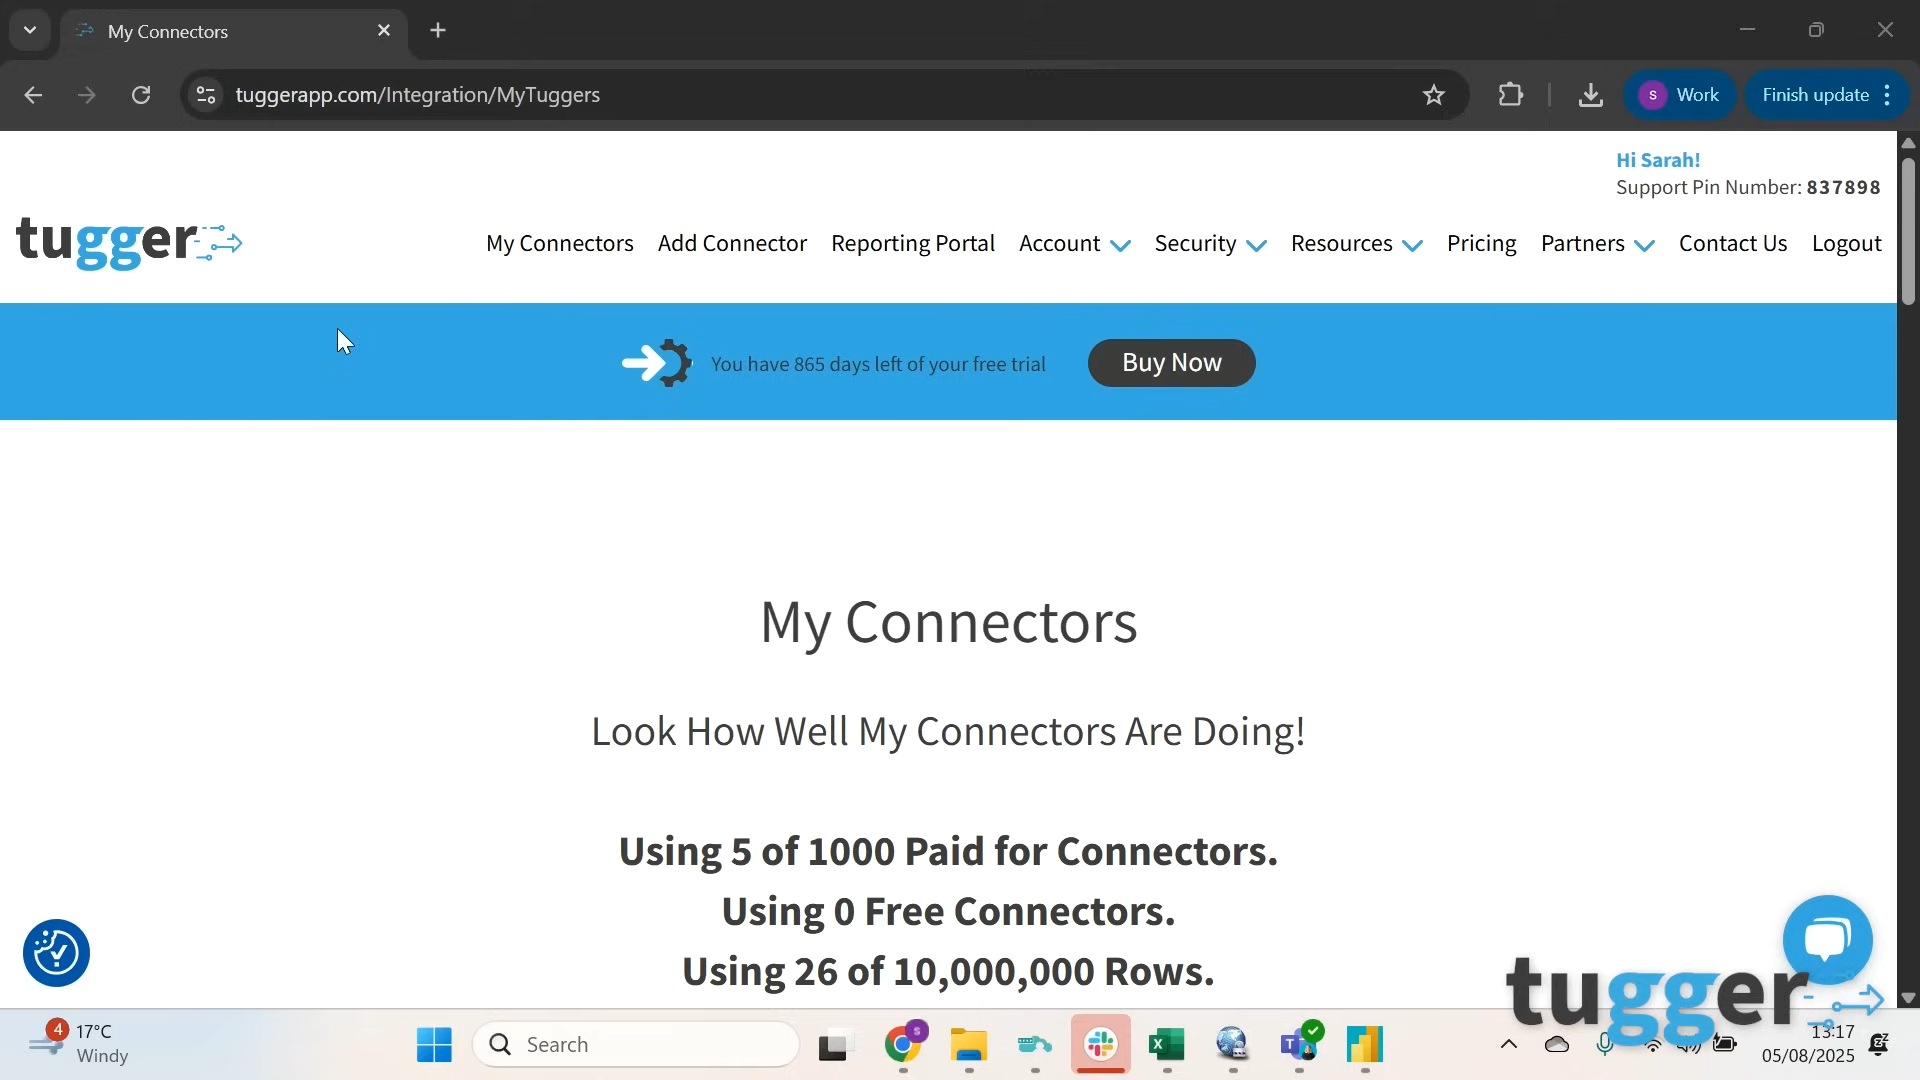 My Connectors
tuggerapp.com/Integration/MyTuggers
S Work
Finish update
Hi Sarah!
Support Pin Number: 837898
tugger
My Connectors Add Connector Reporting Portal Account Security Resources Pricing Partners Contact Us Logout
You have 865 days left of your free trial
Buy Now
My Connectors
Look How Well My Connectors Are Doing!
Using 5 of 1000 Paid for Connectors.
Using 0 Free Connectors.
Using 26 of 10,000,000 Rows.
tugger
4
17°C
Windy
Search
S
X
T
13:17
05/08/2025